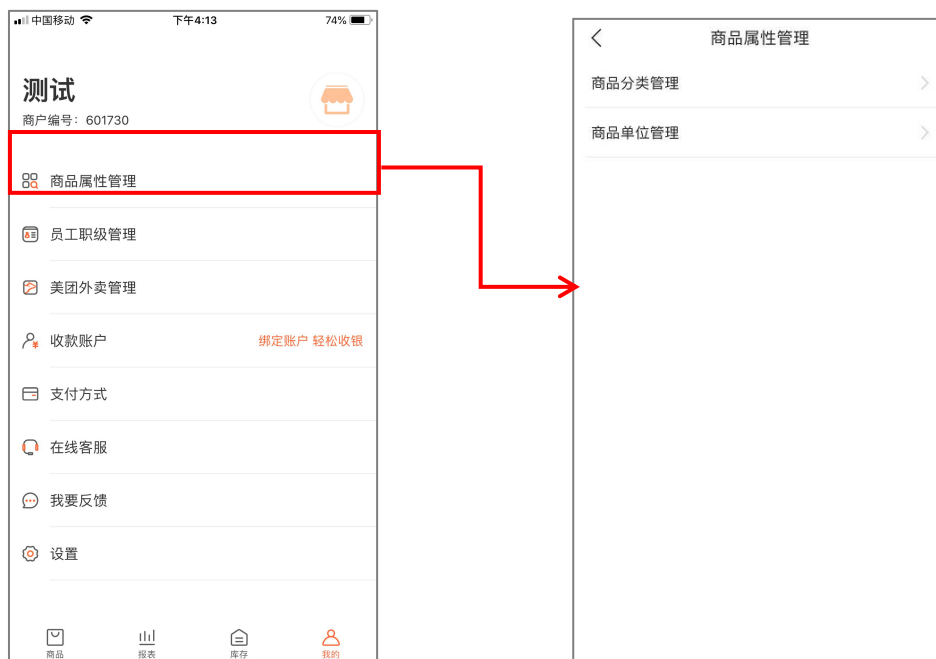 中国移动 下午4:13 74%
测试
商户编号：601730
商品属性管理
员工职级管理
美团外卖管理
收款账户 绑定账户 轻松收银
支付方式
在线客服
我要反馈
设置
商品 报表 库存 我的
商品属性管理
商品分类管理
商品单位管理